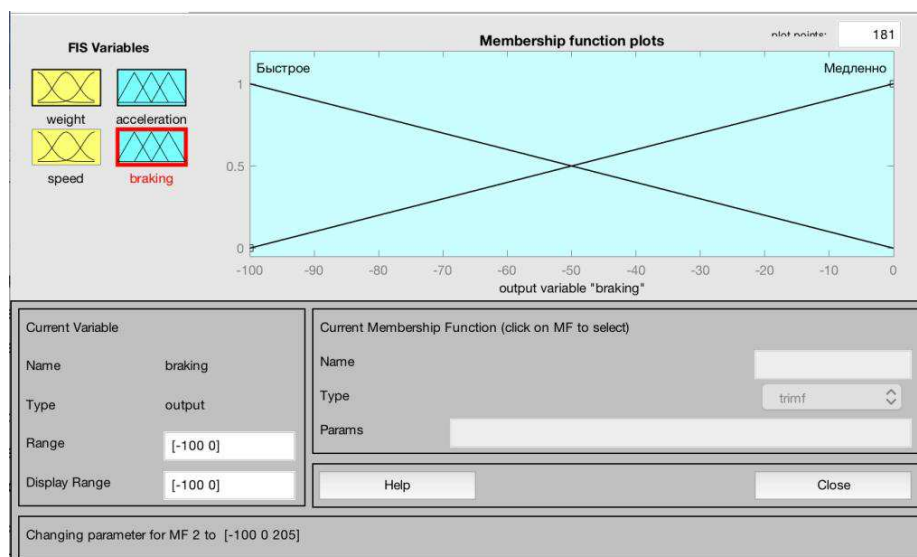 FIS Variables
weight
acceleration
speed
braking
Membership function plots
plot points:
181
Быстрое
Медленно
1
0.5
0
-100 -90 -80 -70 -60 -50 -40 -30 -20 -10 0
output variable "braking"
Current Variable
Name braking
Type output
Range [-100 0]
Display Range [-100 0]
Current Membership Function (click on MF to select)
Name
Type trimf
Params
Help
Close
Changing parameter for MF 2 to [-100 0 205]